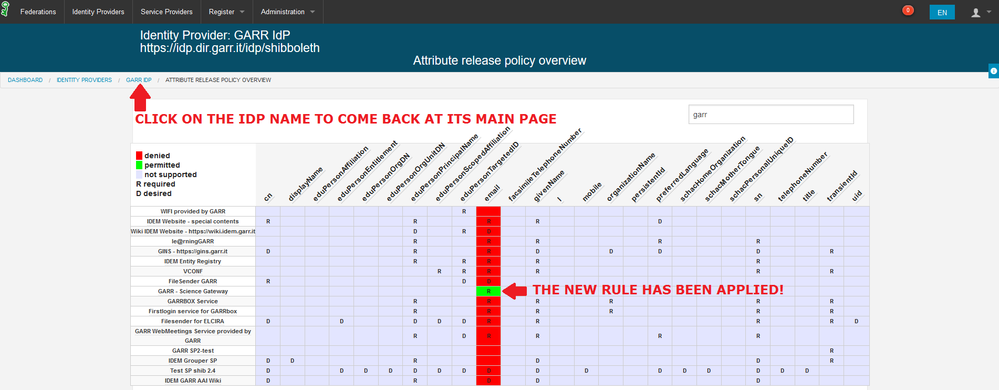 Federations Identity Providers Service Providers Register Administration 0 EN
Identity Provider: GARR IdP
https://idp.dir.garr.it/idp/shibboleth
Attribute release policy overview
DASHBOARD / IDENTITY PROVIDERS / GARR IDP / ATTRIBUTE RELEASE POLICY OVERVIEW
CLICK ON THE IDP NAME TO COME BACK AT ITS MAIN PAGE
garr
denied
permitted
not supported
R required
D desired
cn
displayName
eduPersonAffiliation
eduPersonEntitlement
eduPersonOrgDN
eduPersonOrgUnitDN
eduPersonPrincipalName
eduPersonScopedAffiliation
eduPersonTargetedID
email
facsimileTelephoneNumber
givenName
l
mobile
organizationName
persistentId
preferredLanguage
schacHomeOrganization
schacMotherTongue
schacPersonalUniqueID
sn
telephoneNumber
title
transientId
uid
WIFI provided by GARR R
IDEM Website - special contents R R R R D
Wiki IDEM Website - https://wiki.idem.garr.it D R D
le@rningGARR R R R R R
GINS - https://gins.garr.it D R R D D D D R
IDEM Entity Registry R R R R
VCONF R R R R R R
FileSender GARR R D D
GARR - Science Gateway R
THE NEW RULE HAS BEEN APPLIED!
GARRBOX Service R R R R R R
Firstlogin service for GARRbox R R R R R R
Filesender for ELCIRA D D D D D R R R R D
GARR WebMeetings Service provided by
GARR R D R R R R
GARR SP2-test R
IDEM Grouper SP D D R D D R
Test SP shib 2.4 D D D D D D D D D D D D D D D D
IDEM GARR AAI Wiki D R D D D